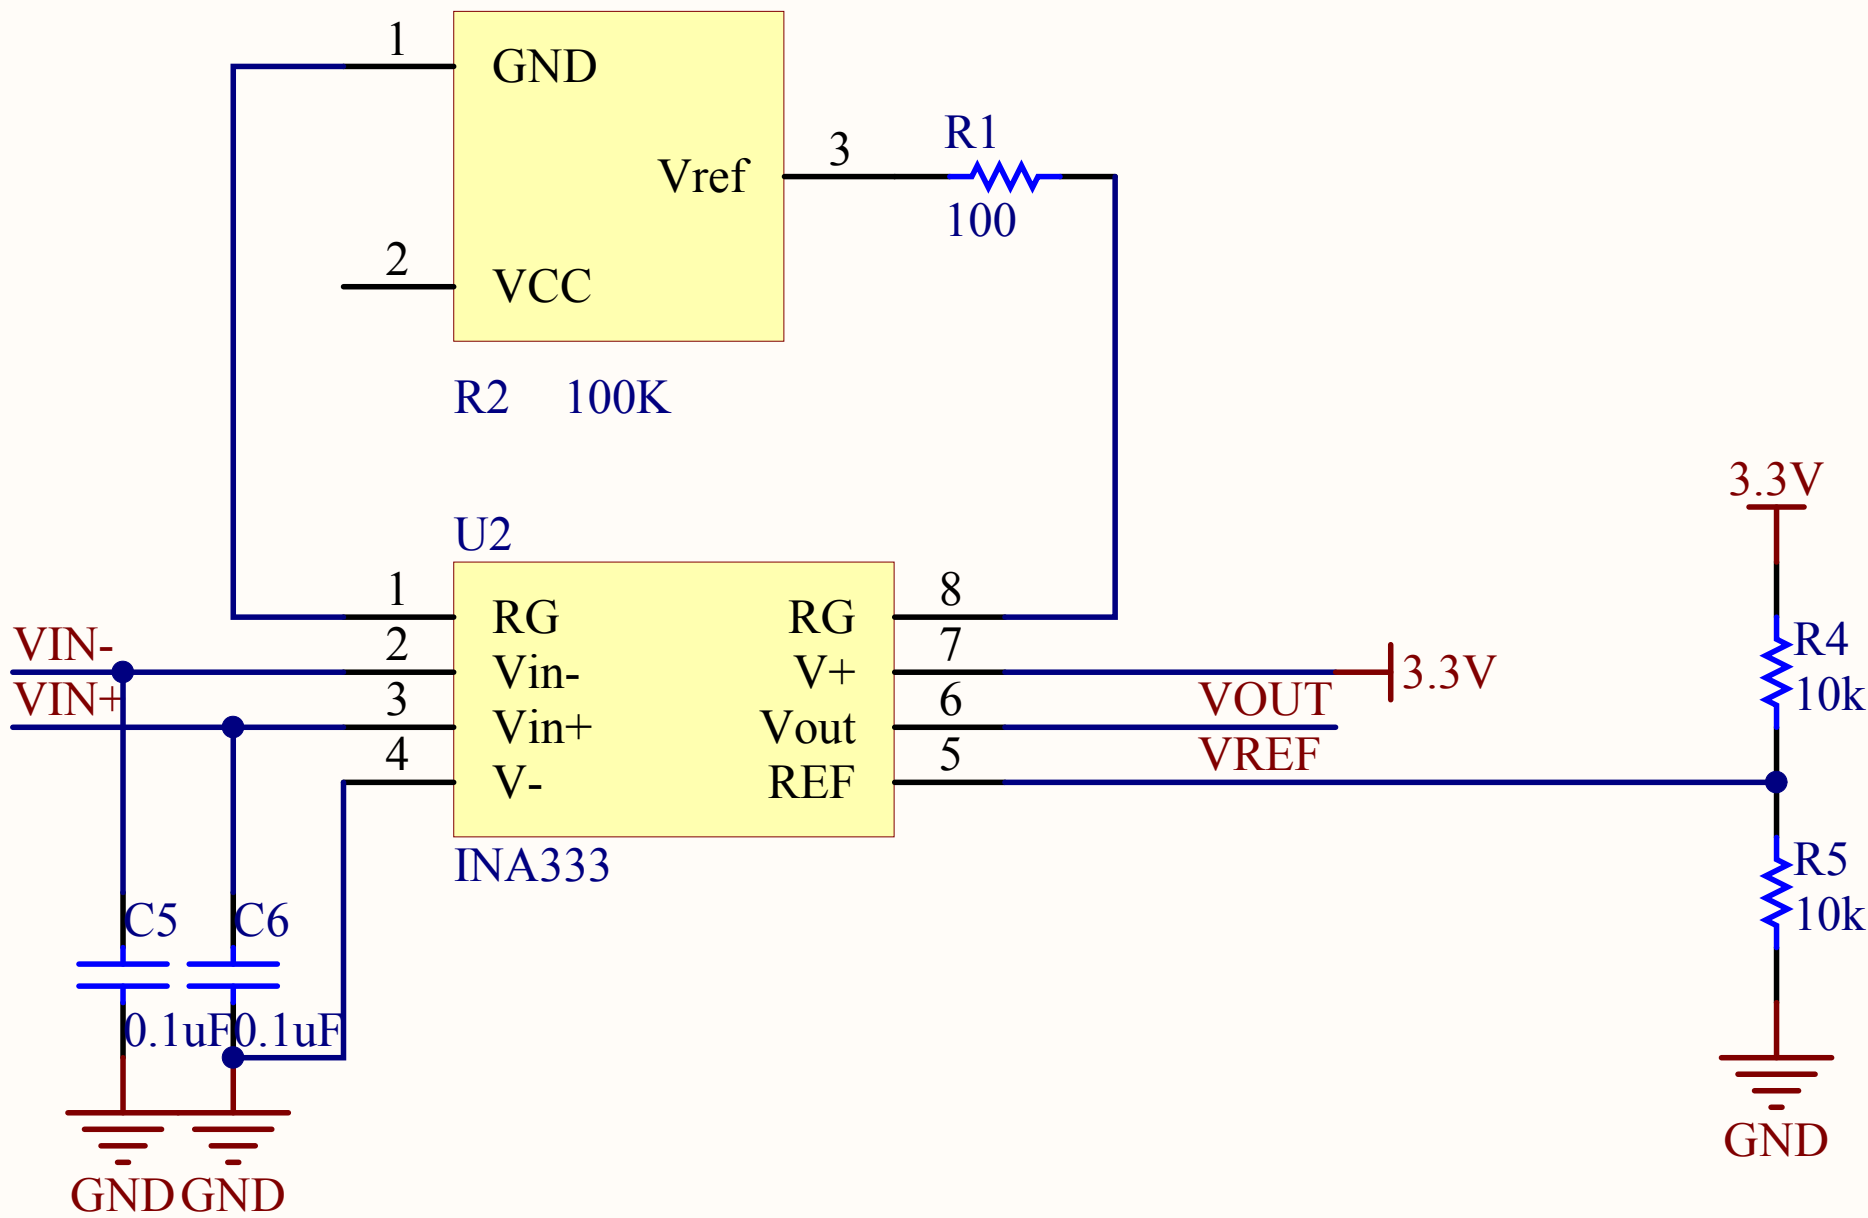 1
GND
R1
3
Vref
100
2
VCC
R2 100K
3.3V
U2
1
RG
RG
8
R4
VIN-
2
Vin-
V+
7
3.3V
10k
VIN+
3
Vin+
Vout
6
VOUT
4
V-
REF
5
VREF
INA333
R5
10k
C5
C6
0.1uF
0.1uF
GND
GND
GND